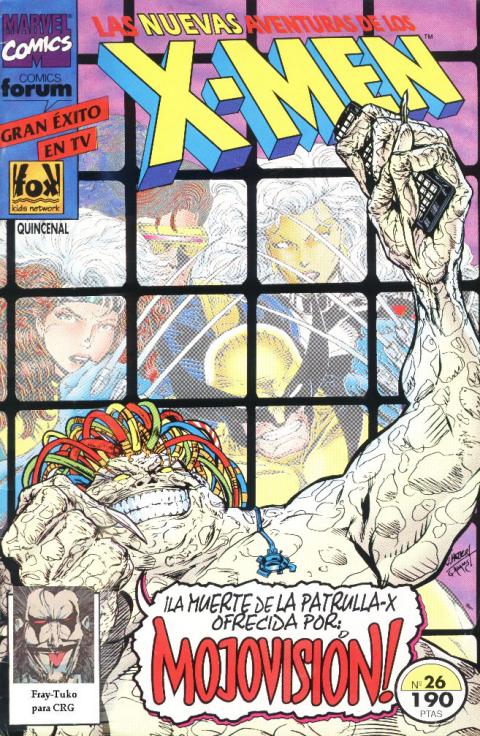 MARVEL
COMICS
M
COMICS
forum
GRAN ÉXITO
EN TV
fox
kids network
QUINCENAL
LAS NUEVAS AVENTURAS DE LOS
X-MEN™
¡LA MUERTE DE LA PATRULLA-X
OFRECIDA POR:
MOJOVISIÓN!
Fray-Tuko
para CRG
Nº 26
190
PTAS